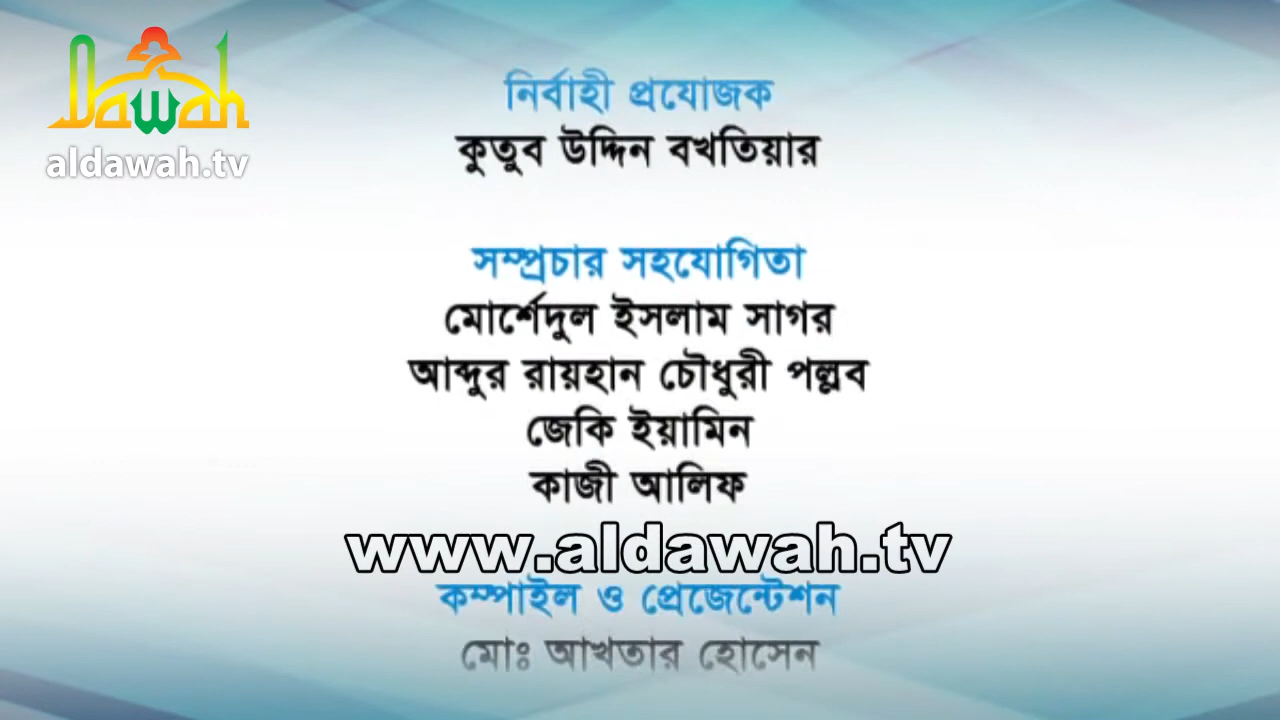 Dawah
aldawah.tv
নির্বাহী প্রযোজক
কুতুব উদ্দিন বখতিয়ার
সম্প্রচার সহযোগিতা
মোর্শেদুল ইসলাম সাগর
আব্দুর রায়হান চৌধুরী পল্লব
জেকি ইয়ামিন
কাজী আলিফ
www.aldawah.tv
কম্পাইল ও প্রেজেন্টেশন
মোঃ আখতার হোসেন